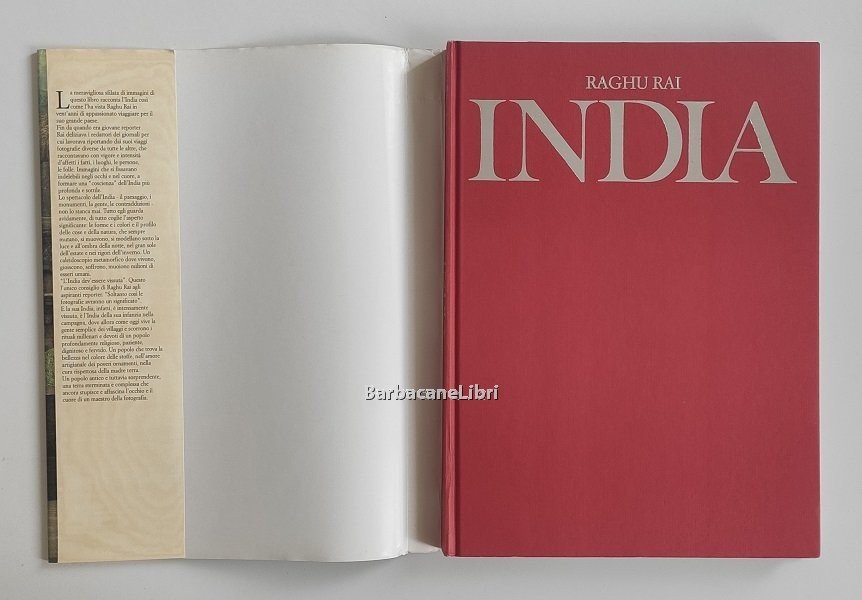 La meravigliosa sfilata di immagini di
questo libro racconta l'India così
come l'ha vista Raghu Rai in
vent'anni di appassionato viaggiare per il
suo grande paese.
Fin da quando era giovane reporter
Rai deliziava i redattori dei giornali per
cui lavorava riportando dai suoi viaggi
fotografie diverse da tutte le altre, che
raccontavano con vigore e intensità
d'affetti i fatti, i luoghi, le persone,
le folle. Immagini che si fissavano
indelebili negli occhi e nel cuore, a
formare una "coscienza" dell'India più
profonda e sottile.
Lo spettacolo dell'India - il paesaggio, i
monumenti, la gente, le contraddizioni -
non lo stanca mai. Tutto egli guarda
avidamente, di tutto coglie l'aspetto
significante: le forme e i colori e il profilo
delle cose e della natura, che sempre
mutano, si muovono, si modellano sotto la
luce e all'ombra della notte, nel gran sole
dell'estate e nei rigori dell'inverno. Un
caleidoscopio metamorfico dove vivono,
gioiscono, soffrono, muoiono milioni di
esseri umani.
"L'India dev'essere vissuta". Questo
l'unico consiglio di Raghu Rai agli
aspiranti reporter. "Soltanto così le
fotografie avranno un significato".
E la sua India, infatti, è intensamente
vissuta, è l'India della sua infanzia nella
campagna, dove allora come oggi vive la
gente semplice dei villaggi e scorrono i
rituali millenari e devoti di un popolo
profondamente religioso, paziente,
dignitoso e fervido. Un popolo che trova la
bellezza nel colore delle stoffe, nell'amore
artigianale dei poveri ornamenti, nella
cura rispettosa della madre terra.
Un popolo antico e tuttavia sorprendente,
una terra sterminata e complessa che
ancora stupisce e affascina l'occhio e il
cuore di un maestro della fotografia.
RAGHU RAI
INDIA
BarbacaneLibri